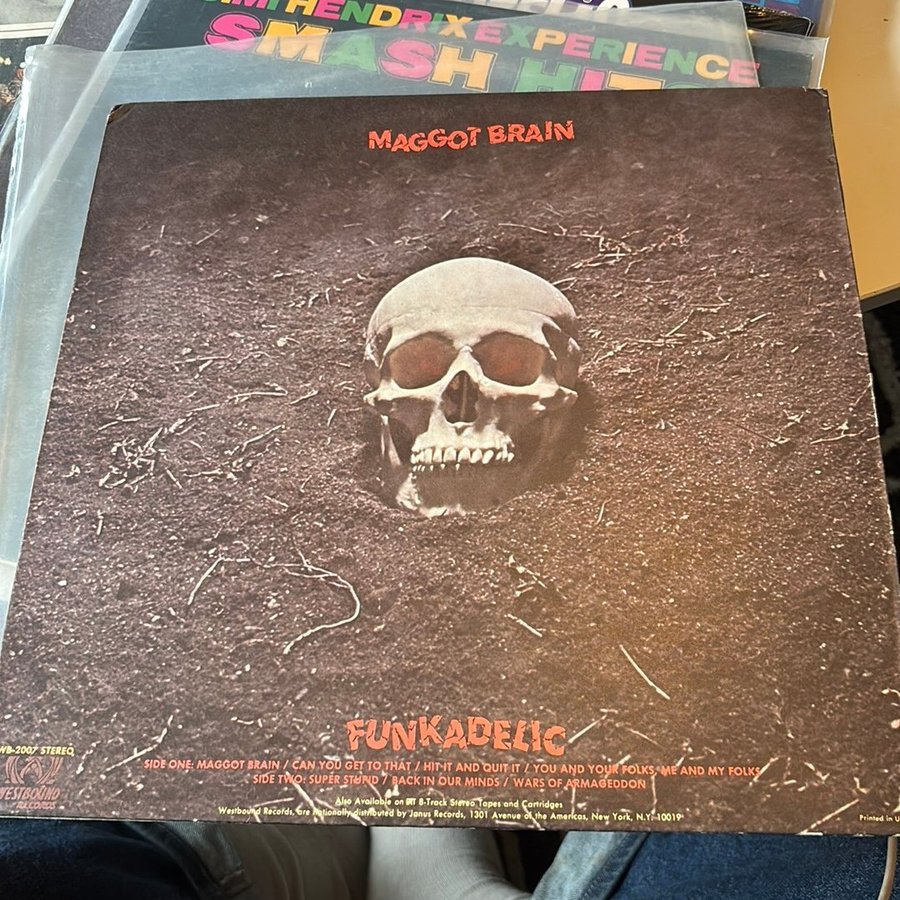 JIMI HENDRIX EXPERIENCE
SMASH HITS
MAGGOT BRAIN
FUNKADELIC
WB-2007 STEREO
WESTBOUND
RECORDS
SIDE ONE: MAGGOT BRAIN / CAN YOU GET TO THAT / HIT IT AND QUIT IT / YOU AND YOUR FOLKS, ME AND MY FOLKS
SIDE TWO: SUPER STUPID / BACK IN OUR MINDS / WARS OF ARMAGEDDON
Also Available on GRT 8-Track Stereo Tapes and Cartridges
Westbound Records, are nationally distributed by Janus Records, 1301 Avenue of the Americas, New York, N.Y. 10019
Printed in U